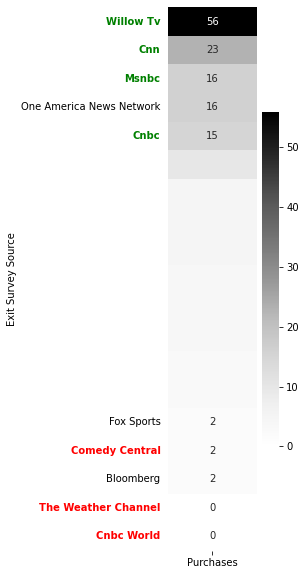 Willow Tv 56
Cnn 23
Msnbc 16
One America News Network 16
Cnbc 15
Exit Survey Source
50
40
30
20
10
0
Fox Sports 2
Comedy Central 2
Bloomberg 2
The Weather Channel 0
Cnbc World 0
Purchases